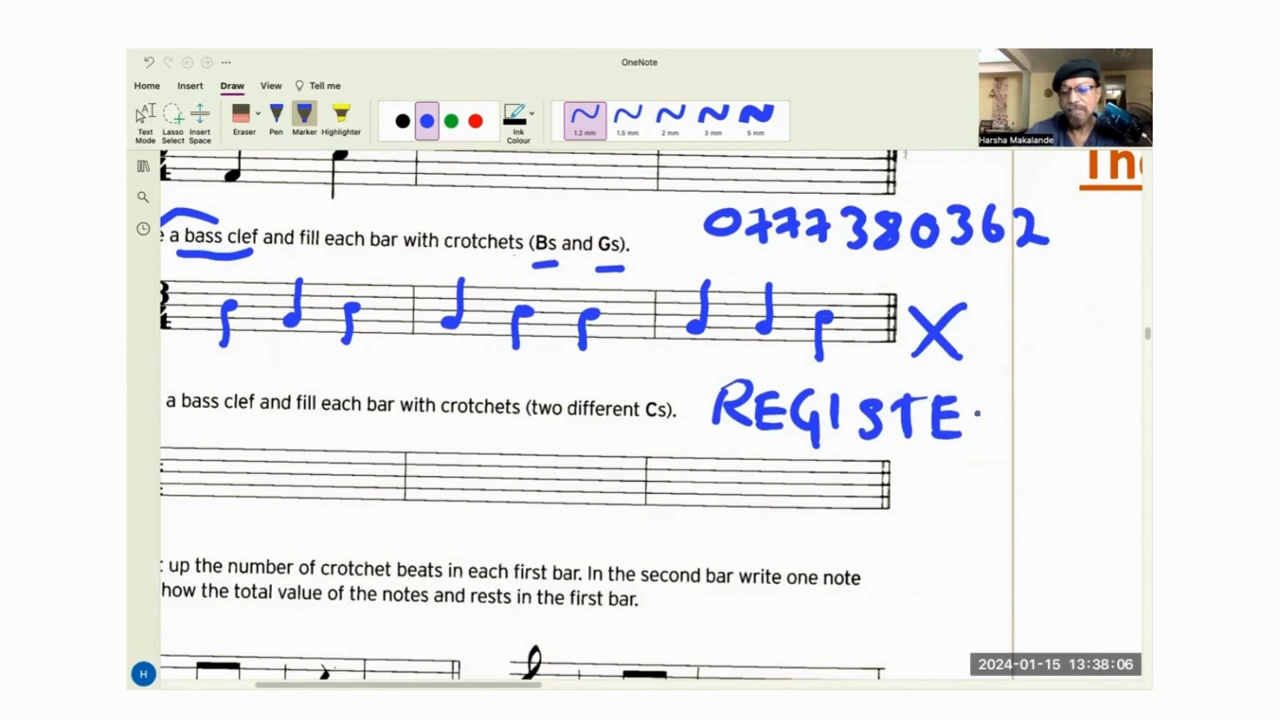 OneNote
Home Insert Draw View Tell me
Text Mode
Lasso Select
Insert Space
Eraser
Pen
Marker
Highlighter
Ink Colour
1.2 mm
1.5 mm
2 mm
3 mm
5 mm
Harsha Makalande
a bass clef and fill each bar with crotchets (Bs and Gs).
0777380362
X
a bass clef and fill each bar with crotchets (two different Cs).
REGISTE
up the number of crotchet beats in each first bar. In the second bar write one note
how the total value of the notes and rests in the first bar.
H
2024-01-15 13:38:06